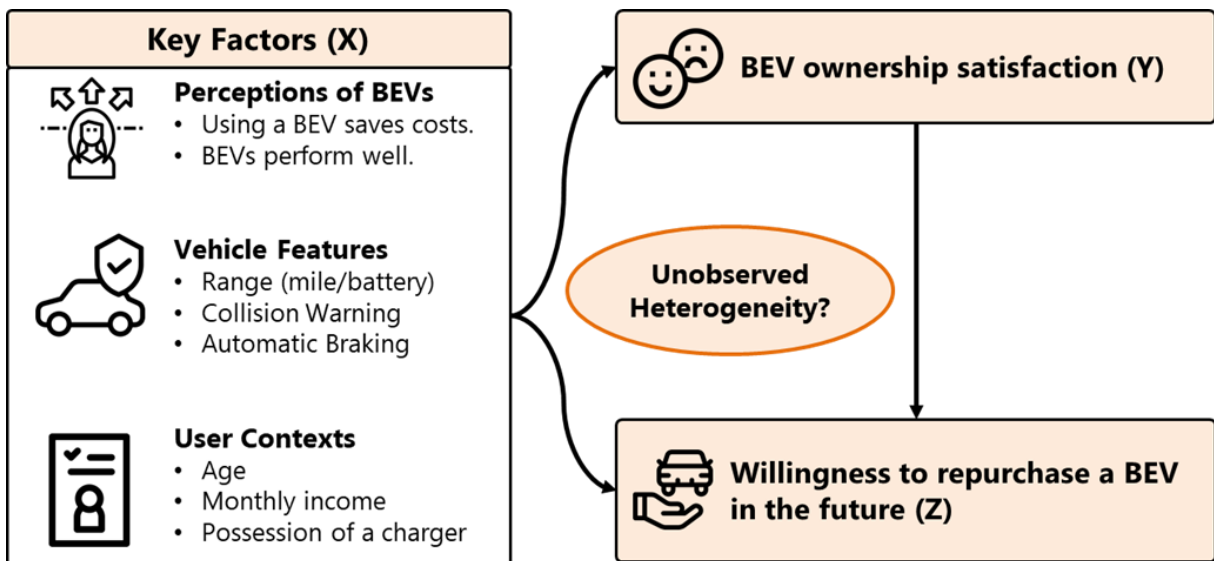 Key Factors (X)
Perceptions of BEVs
• Using a BEV saves costs.
• BEVs perform well.
Vehicle Features
• Range (mile/battery)
• Collision Warning
• Automatic Braking
User Contexts
• Age
• Monthly income
• Possession of a charger
BEV ownership satisfaction (Y)
Unobserved
Heterogeneity?
Willingness to repurchase a BEV
in the future (Z)